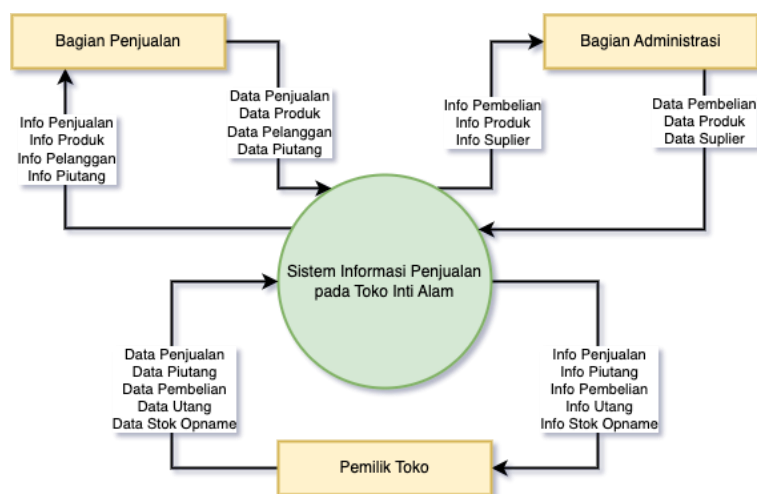 Bagian Penjualan
Bagian Administrasi
Data Penjualan
Data Produk
Data Pelanggan
Data Piutang
Info Pembelian
Info Produk
Info Suplier
Data Pembelian
Data Produk
Data Suplier
Info Penjualan
Info Produk
Info Pelanggan
Info Piutang
Sistem Informasi Penjualan
pada Toko Inti Alam
Data Penjualan
Data Piutang
Data Pembelian
Data Utang
Data Stok Opname
Info Penjualan
Info Piutang
Info Pembelian
Info Utang
Info Stok Opname
Pemilik Toko